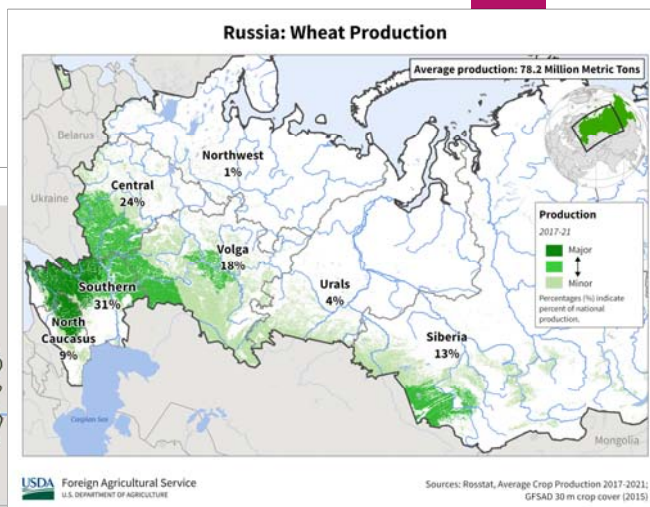 Russia: Wheat Production
Average production: 78.2 Million Metric Tons
Belarus
Ukraine
Northwest
1%
Central
24%
Volga
18%
Southern
31%
North
Caucasus
9%
Urals
4%
Siberia
13%
Caspian Sea
Mongolia
Production
2017-21
Major
Minor
Percentages (%) indicate
percent of national
production.
USDA Foreign Agricultural Service
U.S. DEPARTMENT OF AGRICULTURE
Sources: Rosstat, Average Crop Production 2017-2021;
GFSAD 30 m crop cover (2015)